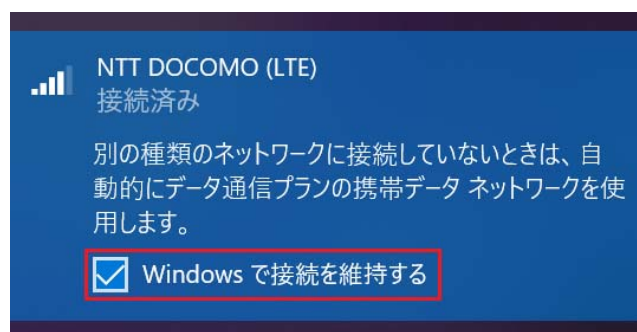 NTT DOCOMO (LTE)
接続済み
別の種類のネットワークに接続していないときは、自
動的にデータ通信プランの携帯データ ネットワークを使
用します。
Windows で接続を維持する